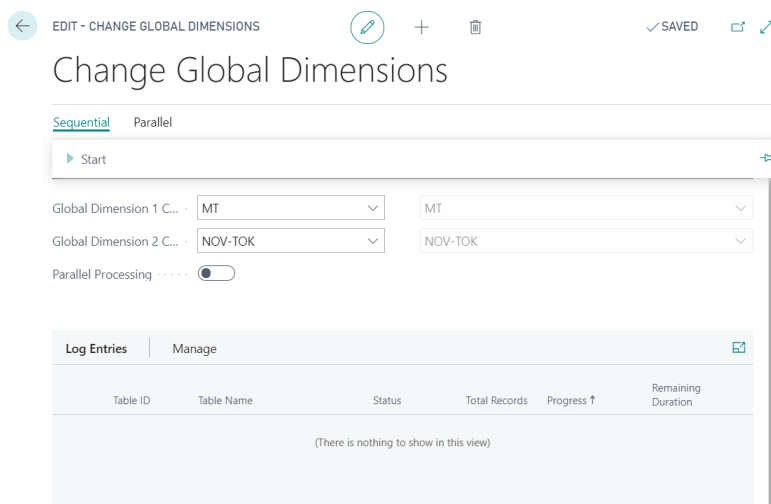 EDIT - CHANGE GLOBAL DIMENSIONS
SAVED
Change Global Dimensions
Sequential Parallel
Start
Global Dimension 1 C... MT MT
Global Dimension 2 C... NOV-TOK NOV-TOK
Parallel Processing
Log Entries Manage
Table ID Table Name Status Total Records Progress↑ Remaining Duration
(There is nothing to show in this view)